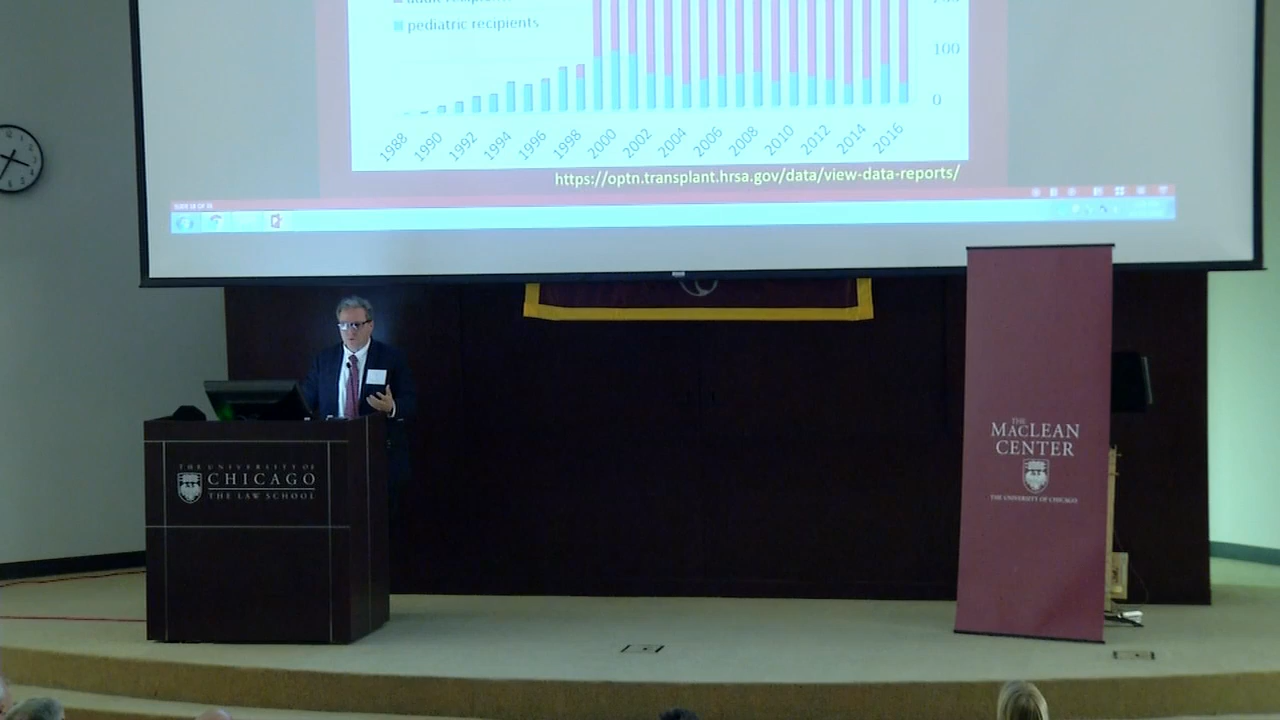 pediatric recipients
100
0
1988
1990
1992
1994
1996
1998
2000
2002
2004
2006
2008
2010
2012
2014
2016
https://optn.transplant.hrsa.gov/data/view-data-reports/
THE UNIVERSITY OF
CHICAGO
THE LAW SCHOOL
THE
MACLEAN
CENTER
THE UNIVERSITY OF CHICAGO